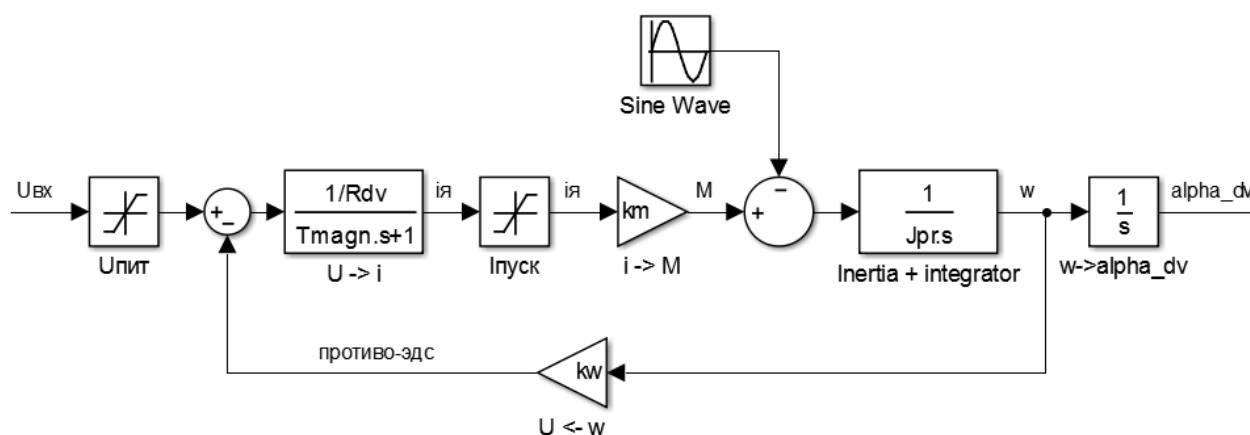 Sine Wave
Uвх
Uпит
+
−
1/Rdv
Tmagn.s+1
U -> i
iя
Iпуск
iя
km
i -> M
M
−
+
1
Jpr.s
Inertia + integrator
w
1
s
w->alpha_dv
alpha_dv
противо-эдс
kw
U <- w